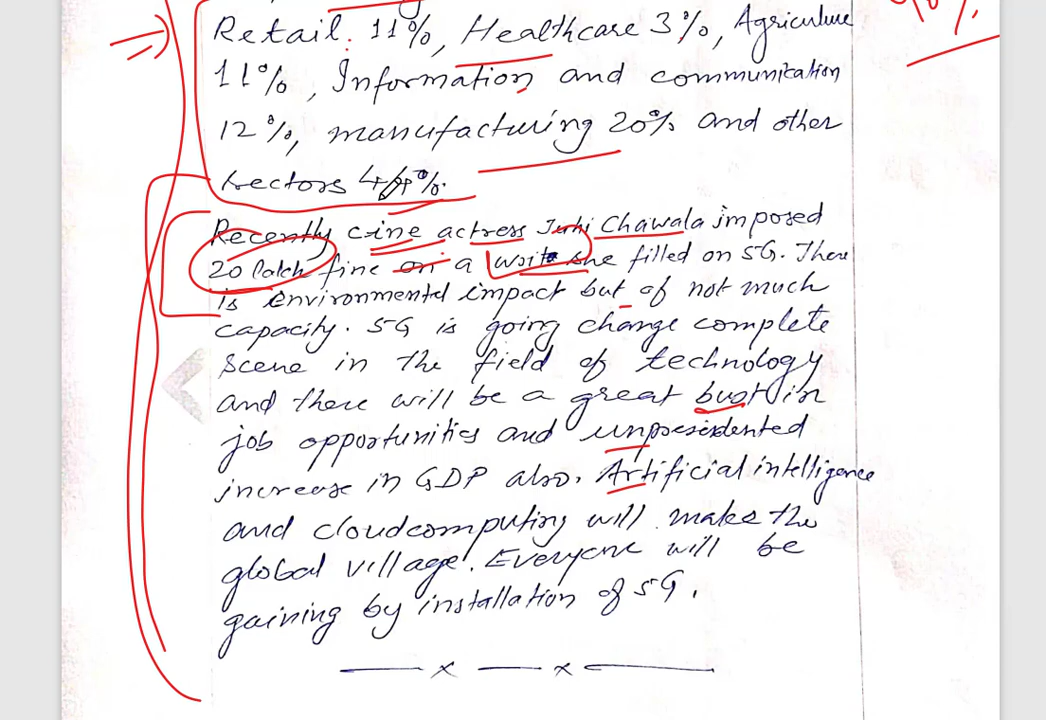 Retail. 11%, Healthcare 3%, Agriculture
11%, Information and communication
12%, manufacturing 20% and other
sectors 44%.
Recently cine actress Juhi Chawala imposed
20 lakh fine on a writ she filled on 5G. There
is environmental impact but of not much
capacity. 5G is going change complete
scene in the field of technology
and there will be a great bust in
job opportunities and unpresidented
increase in GDP also. Artificial intelligence
and cloudcomputing will makes the
global village. Everyone will be
gaining by installation of 5G.
x x